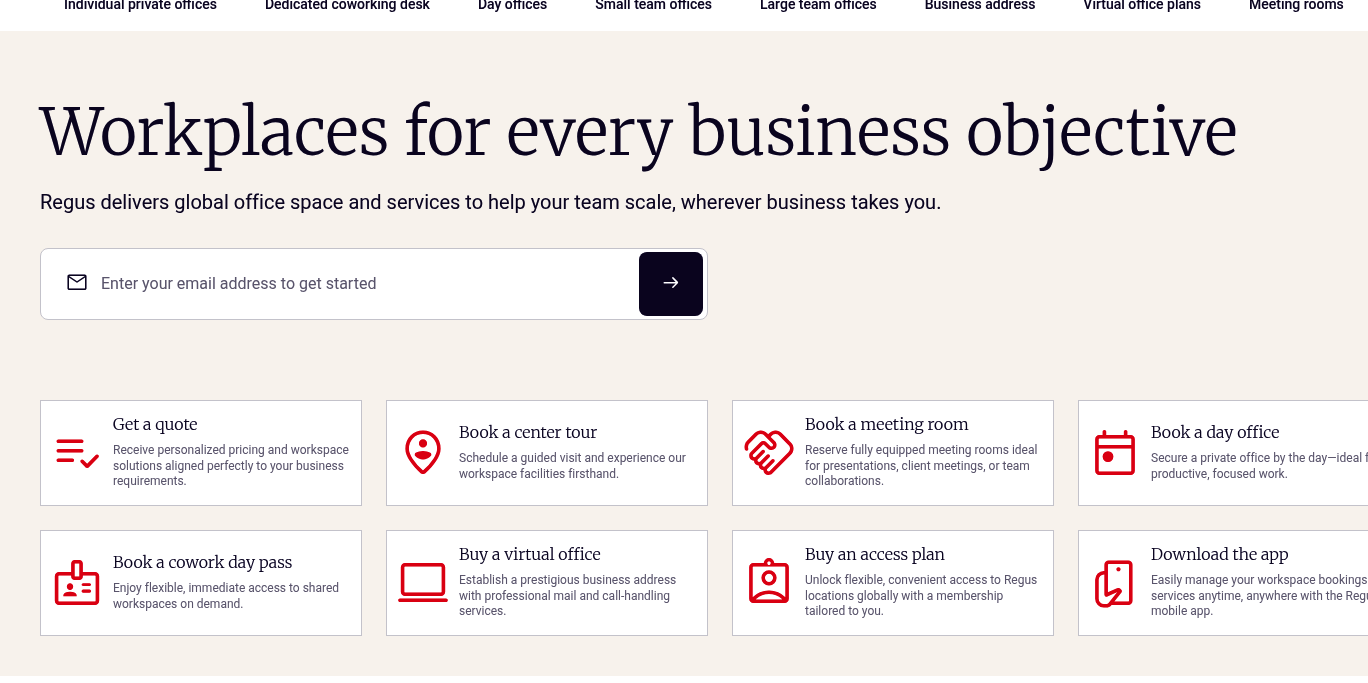 Individual private offices Dedicated coworking desk Day offices Small team offices Large team offices Business address Virtual office plans Meeting rooms
Workplaces for every business objective
Regus delivers global office space and services to help your team scale, wherever business takes you.
Enter your email address to get started
Get a quote
Receive personalized pricing and workspace
solutions aligned perfectly to your business
requirements.
Book a center tour
Schedule a guided visit and experience our
workspace facilities firsthand.
Book a meeting room
Reserve fully equipped meeting rooms ideal
for presentations, client meetings, or team
collaborations.
Book a day office
Secure a private office by the day—ideal
productive, focused work.
Book a cowork day pass
Enjoy flexible, immediate access to shared
workspaces on demand.
Buy a virtual office
Establish a prestigious business address
with professional mail and call-handling
services.
Buy an access plan
Unlock flexible, convenient access to Regus
locations globally with a membership
tailored to you.
Download the app
Easily manage your workspace bookings
services anytime, anywhere with the
mobile app.